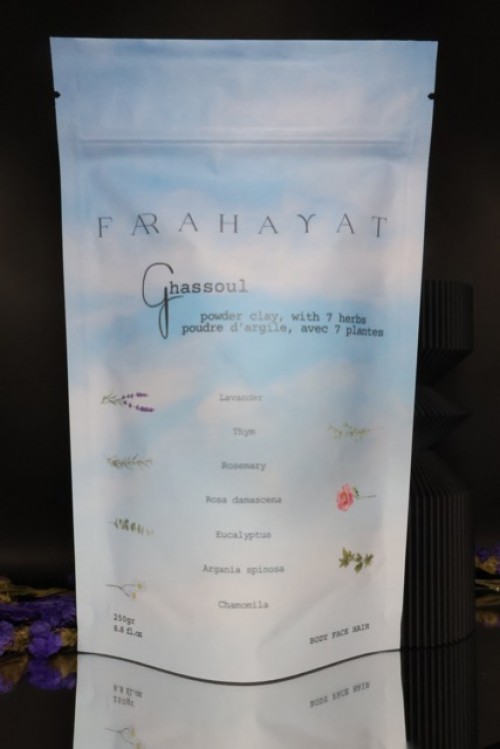 FARAHAYAT
Ghassoul
powder clay, with 7 herbs
poudre d'argile, avec 7 plantes
Lavander
Thym
Rosemary
Rosa damascena
Eucalyptus
Argania spinosa
Chamomila
250gr
8.8 fl.oz
BODY FACE HAIR